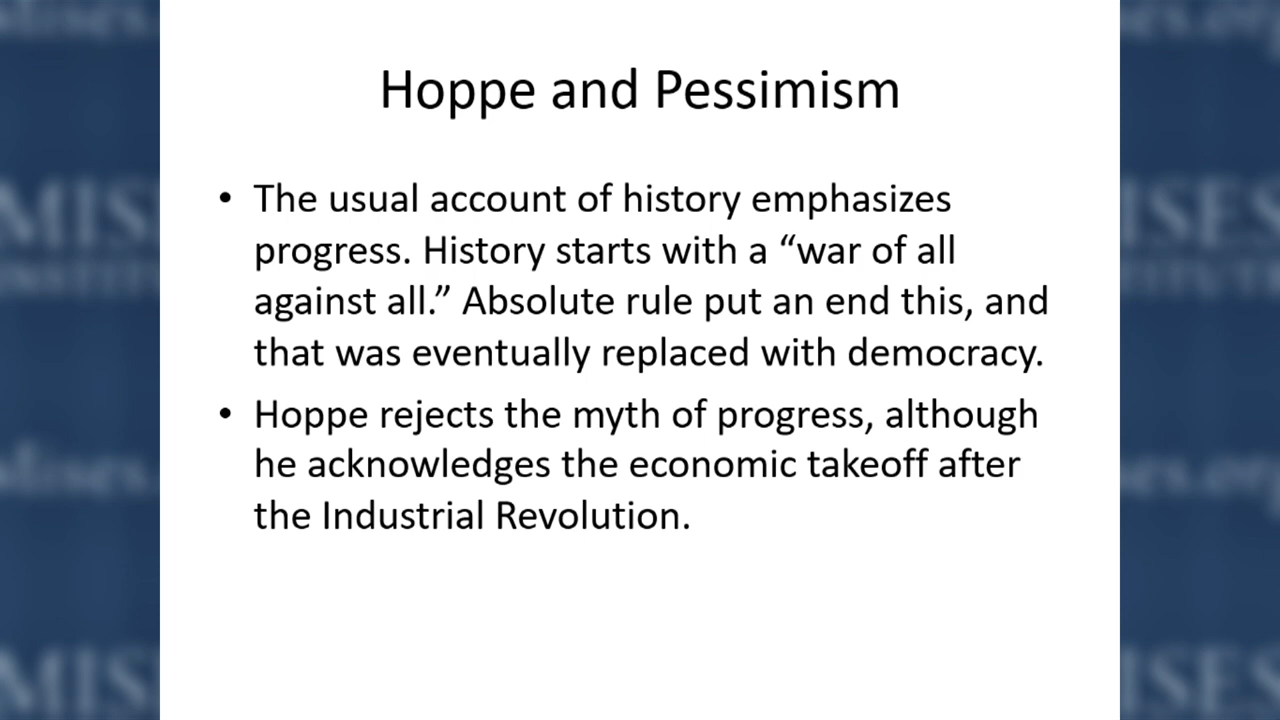 Hoppe and Pessimism
• The usual account of history emphasizes
progress. History starts with a “war of all
against all.” Absolute rule put an end this, and
that was eventually replaced with democracy.
• Hoppe rejects the myth of progress, although
he acknowledges the economic takeoff after
the Industrial Revolution.